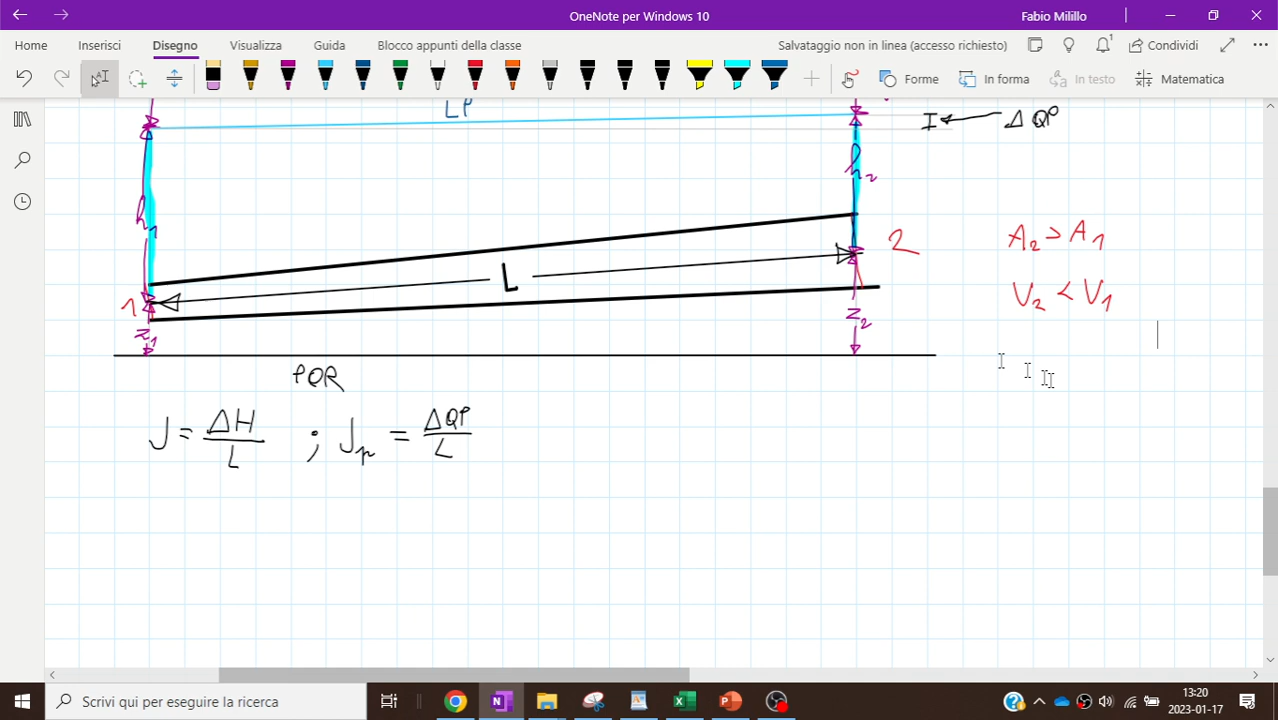 OneNote per Windows 10
Fabio Milillo
Home Inserisci Disegno Visualizza Guida Blocco appunti della classe
Salvataggio non in linea (accesso richiesto)
Condividi
Forme
In forma
In testo
Matematica
LP
I ← Δ QP
h₂
h₁
A₂ > A₁
2
L
V₂ < V₁
1
z₁
z₂
POR
J = ΔH/L ; Jₚ = ΔQP/L
Scrivi qui per eseguire la ricerca
13:20
2023-01-17